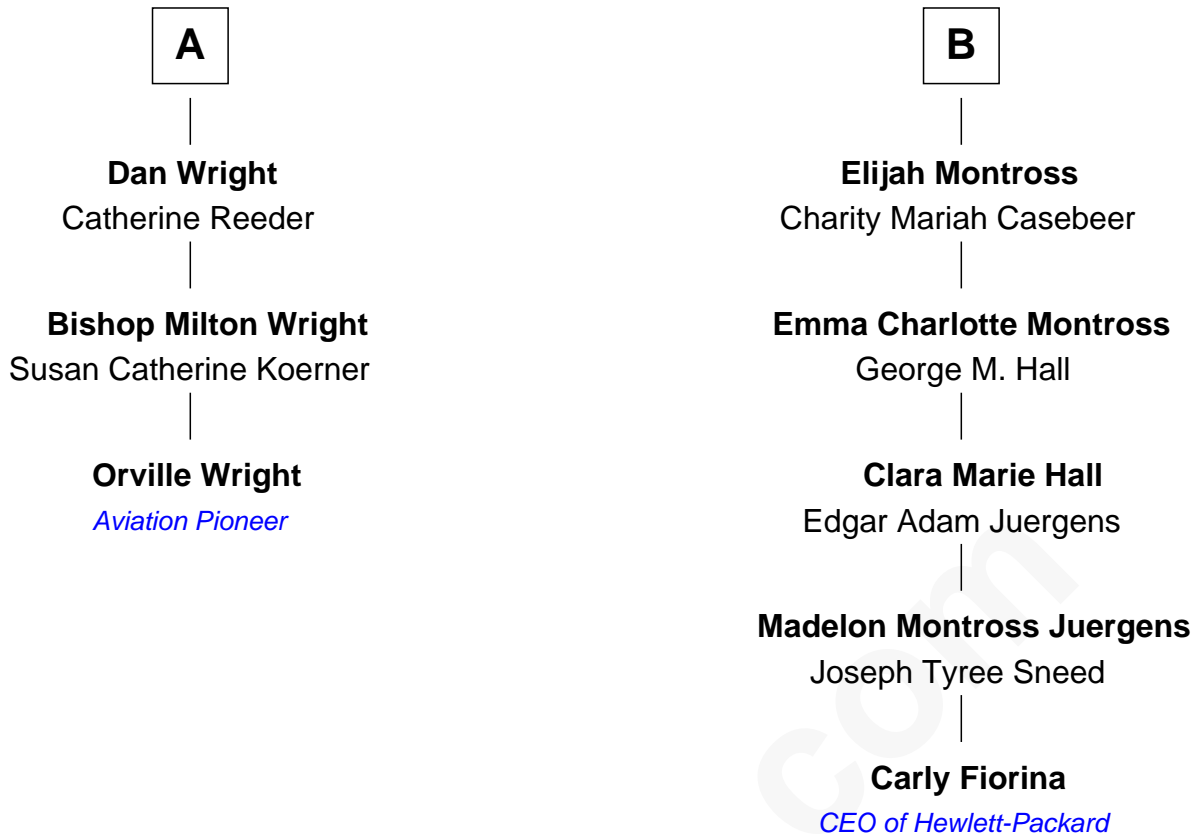 A
Dan Wright
Catherine Reeder
Bishop Milton Wright
Susan Catherine Koerner
Orville Wright
Aviation Pioneer
B
Elijah Montross
Charity Mariah Casebeer
Emma Charlotte Montross
George M. Hall
Clara Marie Hall
Edgar Adam Juergens
Madelon Montross Juergens
Joseph Tyree Sneed
Carly Fiorina
CEO of Hewlett-Packard
com